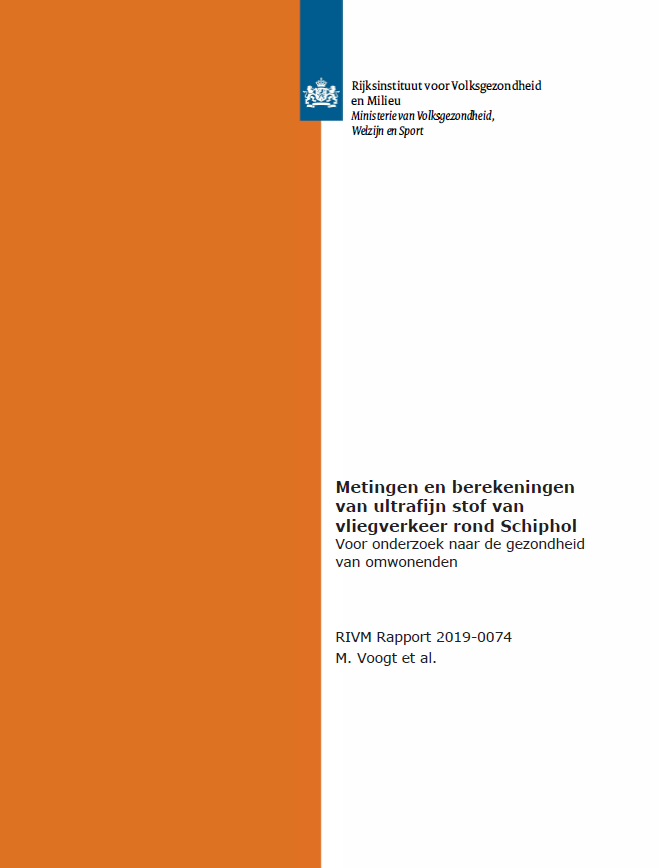 Rijksinstituut voor Volksgezondheid
en Milieu
Ministerie van Volksgezondheid,
Welzijn en Sport
Metingen en berekeningen
van ultrafijn stof van
vliegverkeer rond Schiphol
Voor onderzoek naar de gezondheid
van omwonenden
RIVM Rapport 2019-0074
M. Voogt et al.